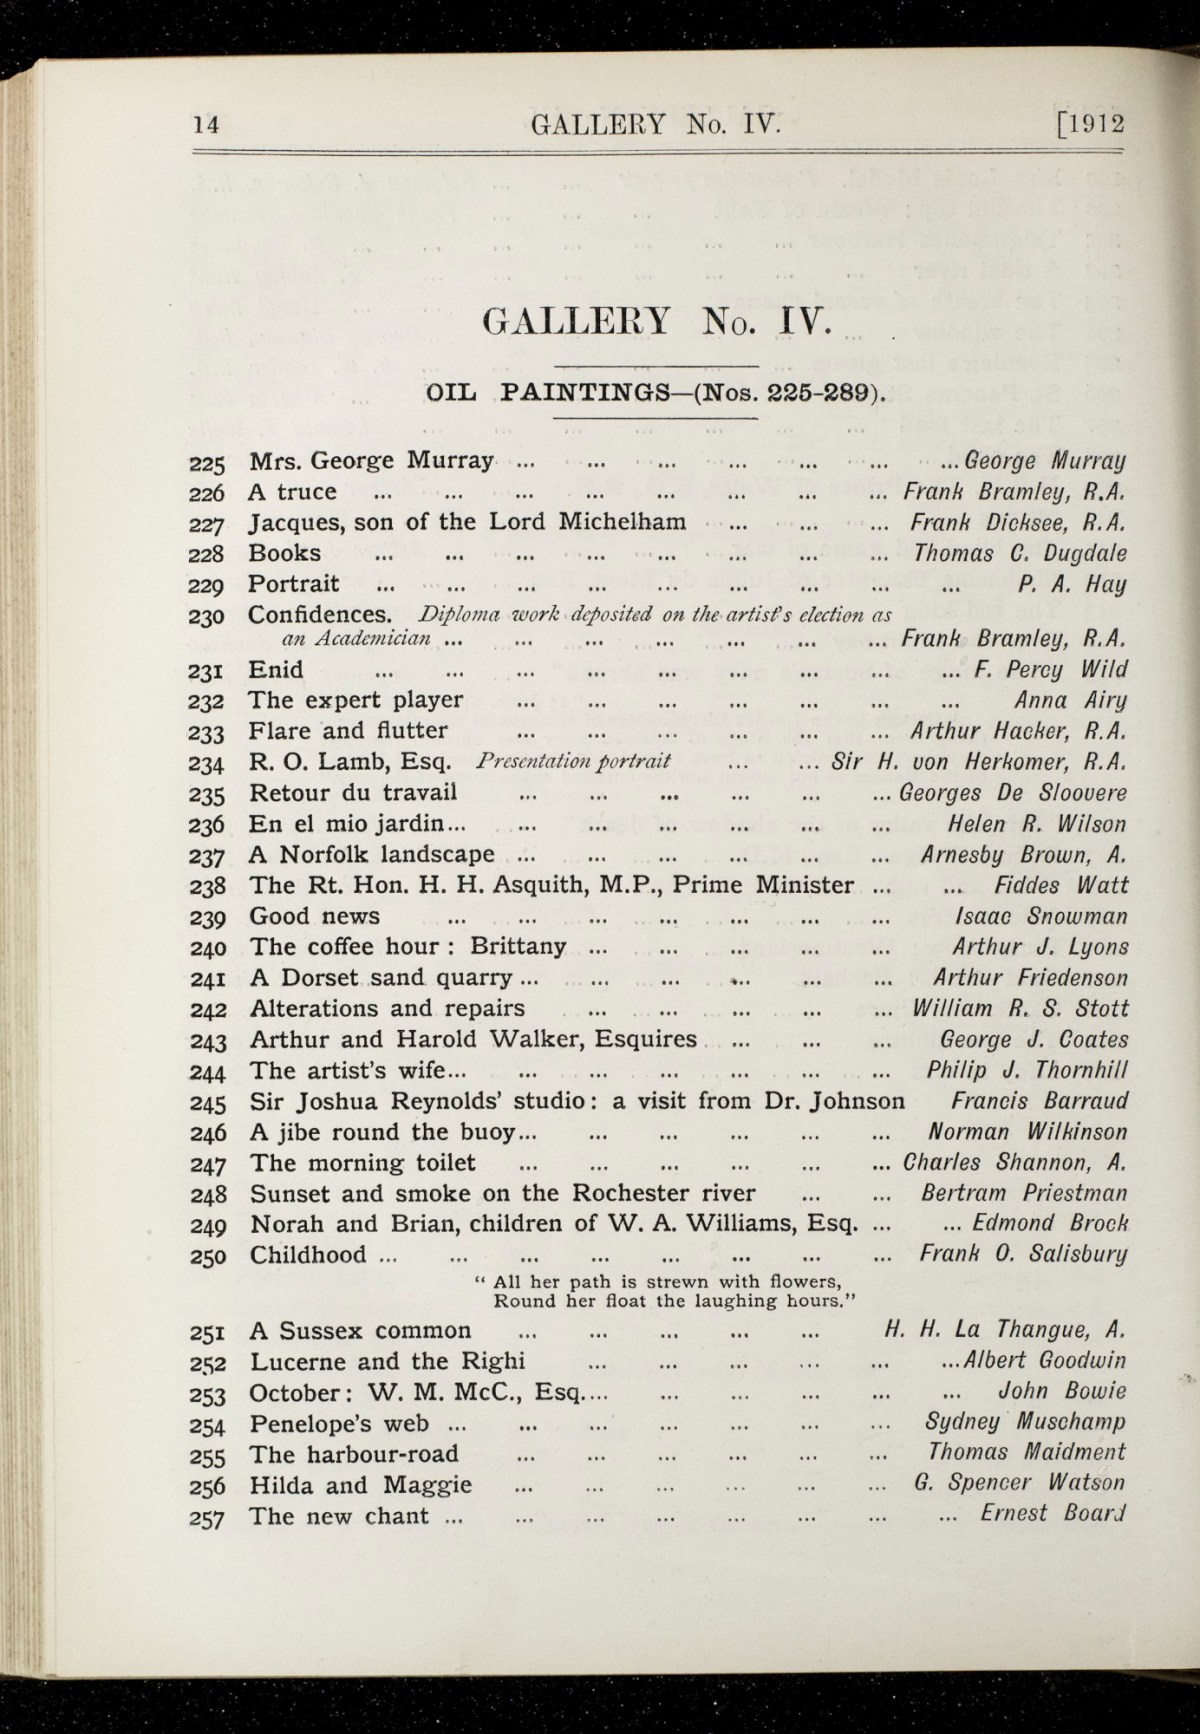 14 GALLERY No. IV. [1912
GALLERY No. IV.
OIL PAINTINGS—(Nos. 225-289).
225 Mrs. George Murray ... ... ... ... ... ... ... George Murray
226 A truce ... ... ... ... ... ... ... ... Frank Bramley, R.A.
227 Jacques, son of the Lord Michelham ... ... ... Frank Dicksee, R.A.
228 Books ... ... ... ... ... ... ... ... Thomas C. Dugdale
229 Portrait ... ... ... ... ... ... ... ... ... P. A. Hay
230 Confidences. Diploma work deposited on the artist's election as
an Academician ... ... ... ... ... ... ... Frank Bramley, R.A.
231 Enid ... ... ... ... ... ... ... ... ... F. Percy Wild
232 The expert player ... ... ... ... ... ... ... Anna Airy
233 Flare and flutter ... ... ... ... ... ... Arthur Hacker, R.A.
234 R. O. Lamb, Esq. Presentation portrait ... ... Sir H. von Herkomer, R.A.
235 Retour du travail ... ... ... ... ... ... Georges De Sloovere
236 En el mio jardin... ... ... ... ... ... ... Helen R. Wilson
237 A Norfolk landscape ... ... ... ... ... ... Arnesby Brown, A.
238 The Rt. Hon. H. H. Asquith, M.P., Prime Minister ... ... Fiddes Watt
239 Good news ... ... ... ... ... ... ... Isaac Snowman
240 The coffee hour : Brittany ... ... ... ... ... Arthur J. Lyons
241 A Dorset sand quarry ... ... ... ... ... ... Arthur Friedenson
242 Alterations and repairs ... ... ... ... ... William R. S. Stott
243 Arthur and Harold Walker, Esquires ... ... ... George J. Coates
244 The artist's wife... ... ... ... ... ... ... Philip J. Thornhill
245 Sir Joshua Reynolds' studio : a visit from Dr. Johnson Francis Barraud
246 A jibe round the buoy... ... ... ... ... ... Norman Wilkinson
247 The morning toilet ... ... ... ... ... ... Charles Shannon, A.
248 Sunset and smoke on the Rochester river ... ... Bertram Priestman
249 Norah and Brian, children of W. A. Williams, Esq. ... ... Edmond Brock
250 Childhood ... ... ... ... ... ... ... ... Frank O. Salisbury
" All her path is strewn with flowers,
Round her float the laughing hours."
251 A Sussex common ... ... ... ... ... H. H. La Thangue, A.
252 Lucerne and the Righi ... ... ... ... ... ...Albert Goodwin
253 October : W. M. McC., Esq.... ... ... ... ... ... John Bowie
254 Penelope's web ... ... ... ... ... ... ... Sydney Muschamp
255 The harbour-road ... ... ... ... ... ... Thomas Maidment
256 Hilda and Maggie ... ... ... ... ... ... G. Spencer Watson
257 The new chant ... ... ... ... ... ... ... ... Ernest Board